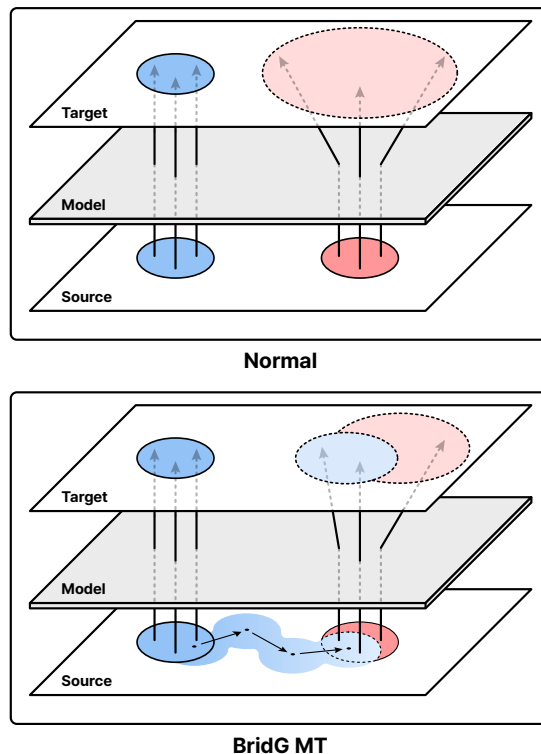 Target
Model
Source
Normal
Target
Model
Source
BridG MT